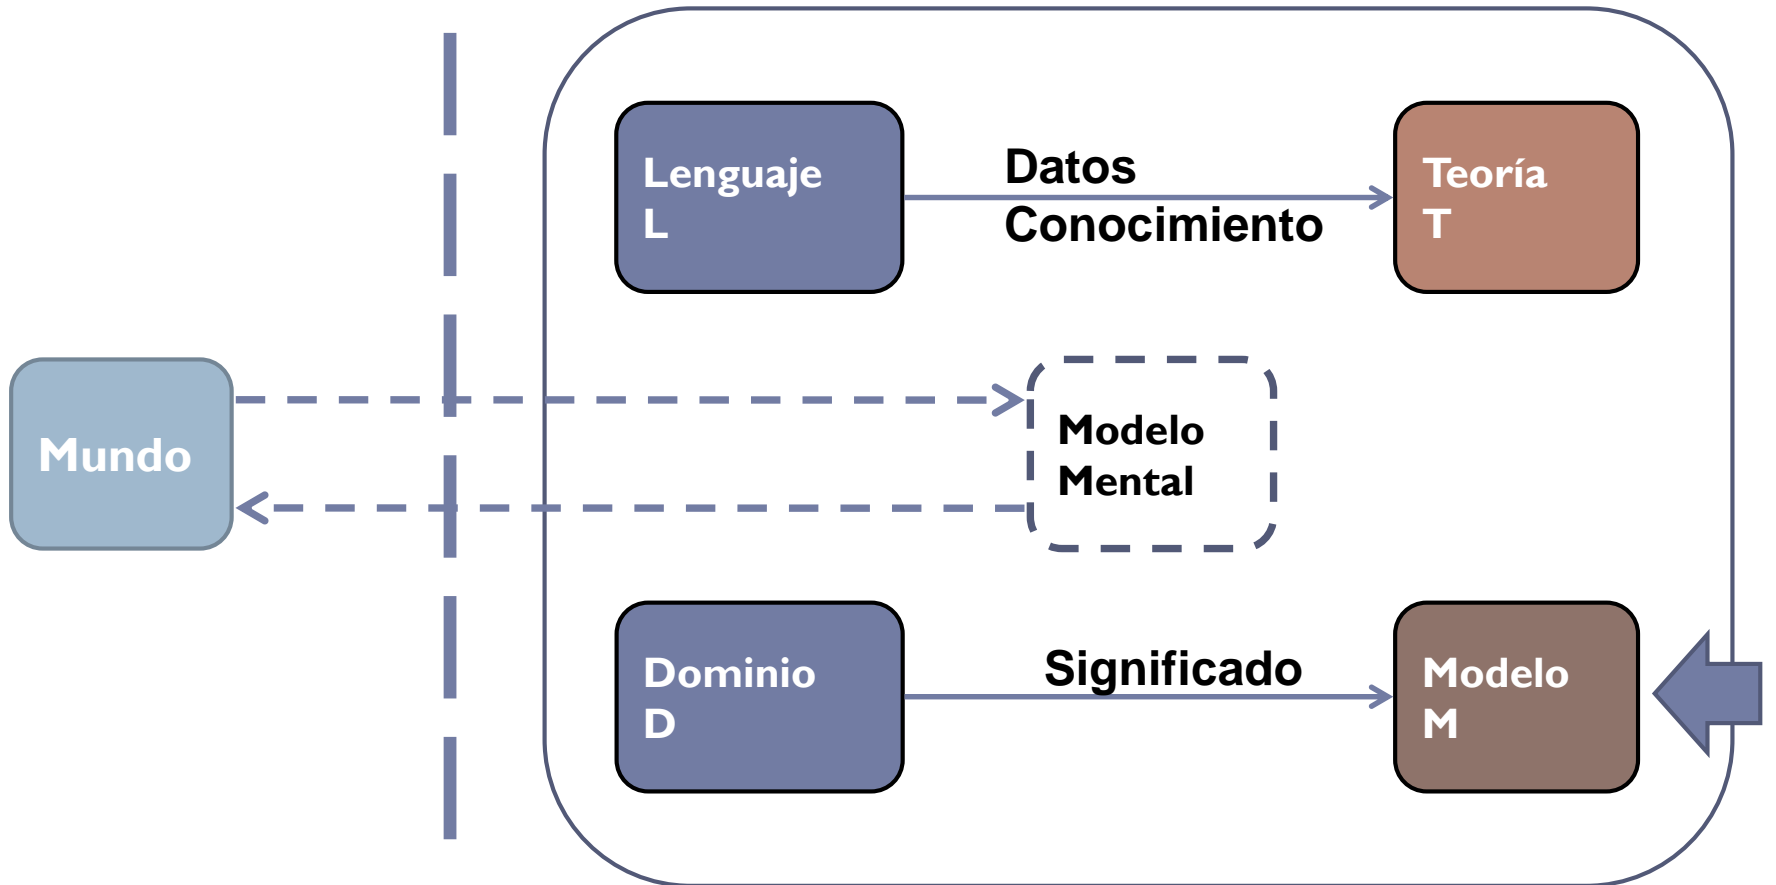 Lenguaje
L
Datos
Conocimiento
Teoría
T
Mundo
Modelo
Mental
Dominio
D
Significado
Modelo
M